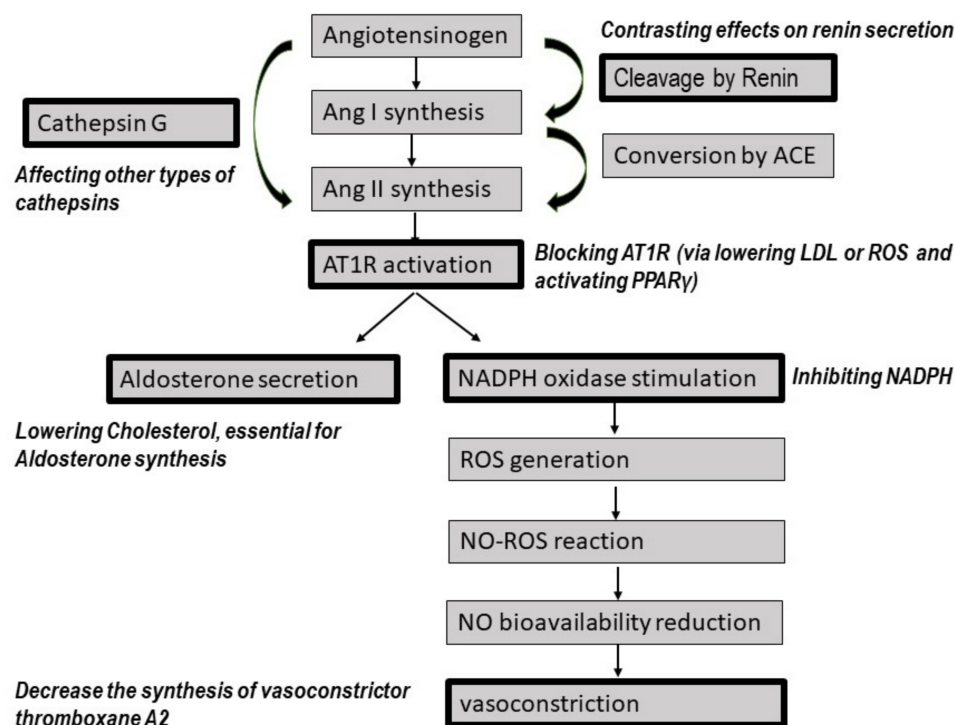 Angiotensinogen
Contrasting effects on renin secretion
Cleavage by Renin
Ang I synthesis
Cathepsin G
Conversion by ACE
Affecting other types of
cathepsins
Ang II synthesis
AT1R activation
Blocking AT1R (via lowering LDL or ROS and
activating PPARγ)
Aldosterone secretion
NADPH oxidase stimulation
Inhibiting NADPH
Lowering Cholesterol, essential for
Aldosterone synthesis
ROS generation
NO-ROS reaction
NO bioavailability reduction
Decrease the synthesis of vasoconstrictor
thromboxane A2
vasoconstriction